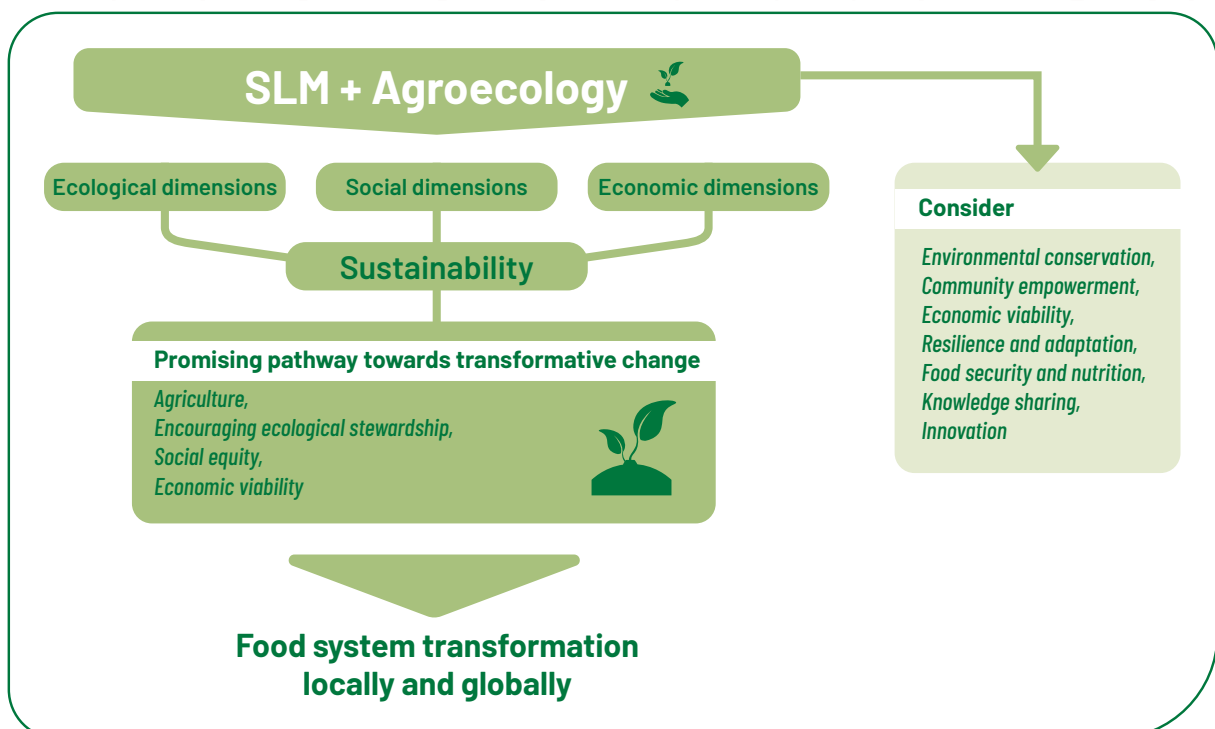 SLM + Agroecology
Ecological dimensions
Social dimensions
Economic dimensions
Sustainability
Promising pathway towards transformative change
Agriculture,
Encouraging ecological stewardship,
Social equity,
Economic viability
Food system transformation
locally and globally
Consider
Environmental conservation,
Community empowerment,
Economic viability,
Resilience and adaptation,
Food security and nutrition,
Knowledge sharing,
Innovation